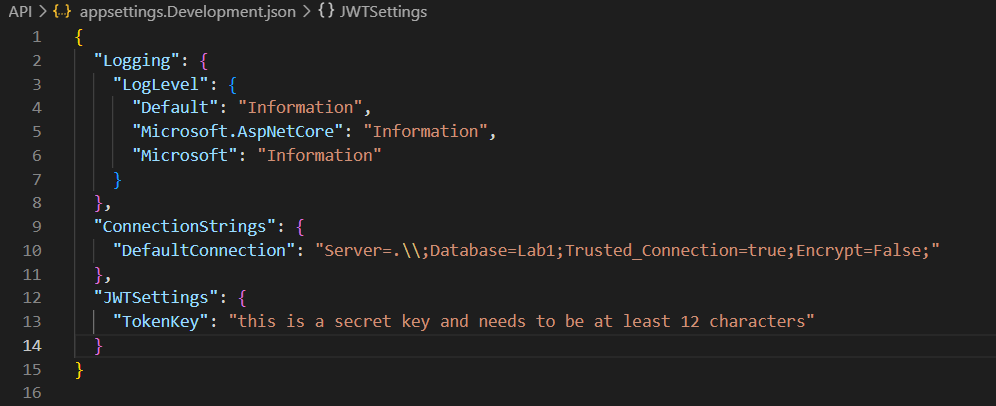 API > {..} appsettings.Development.json > {} JWTSettings
1 {
2 "Logging": {
3 "LogLevel": {
4 "Default": "Information",
5 "Microsoft.AspNetCore": "Information",
6 "Microsoft": "Information"
7 }
8 },
9 "ConnectionStrings": {
10 "DefaultConnection": "Server=.\\;Database=Lab1;Trusted_Connection=true;Encrypt=False;"
11 },
12 "JWTSettings": {
13 "TokenKey": "this is a secret key and needs to be at least 12 characters"
14 }
15 }
16